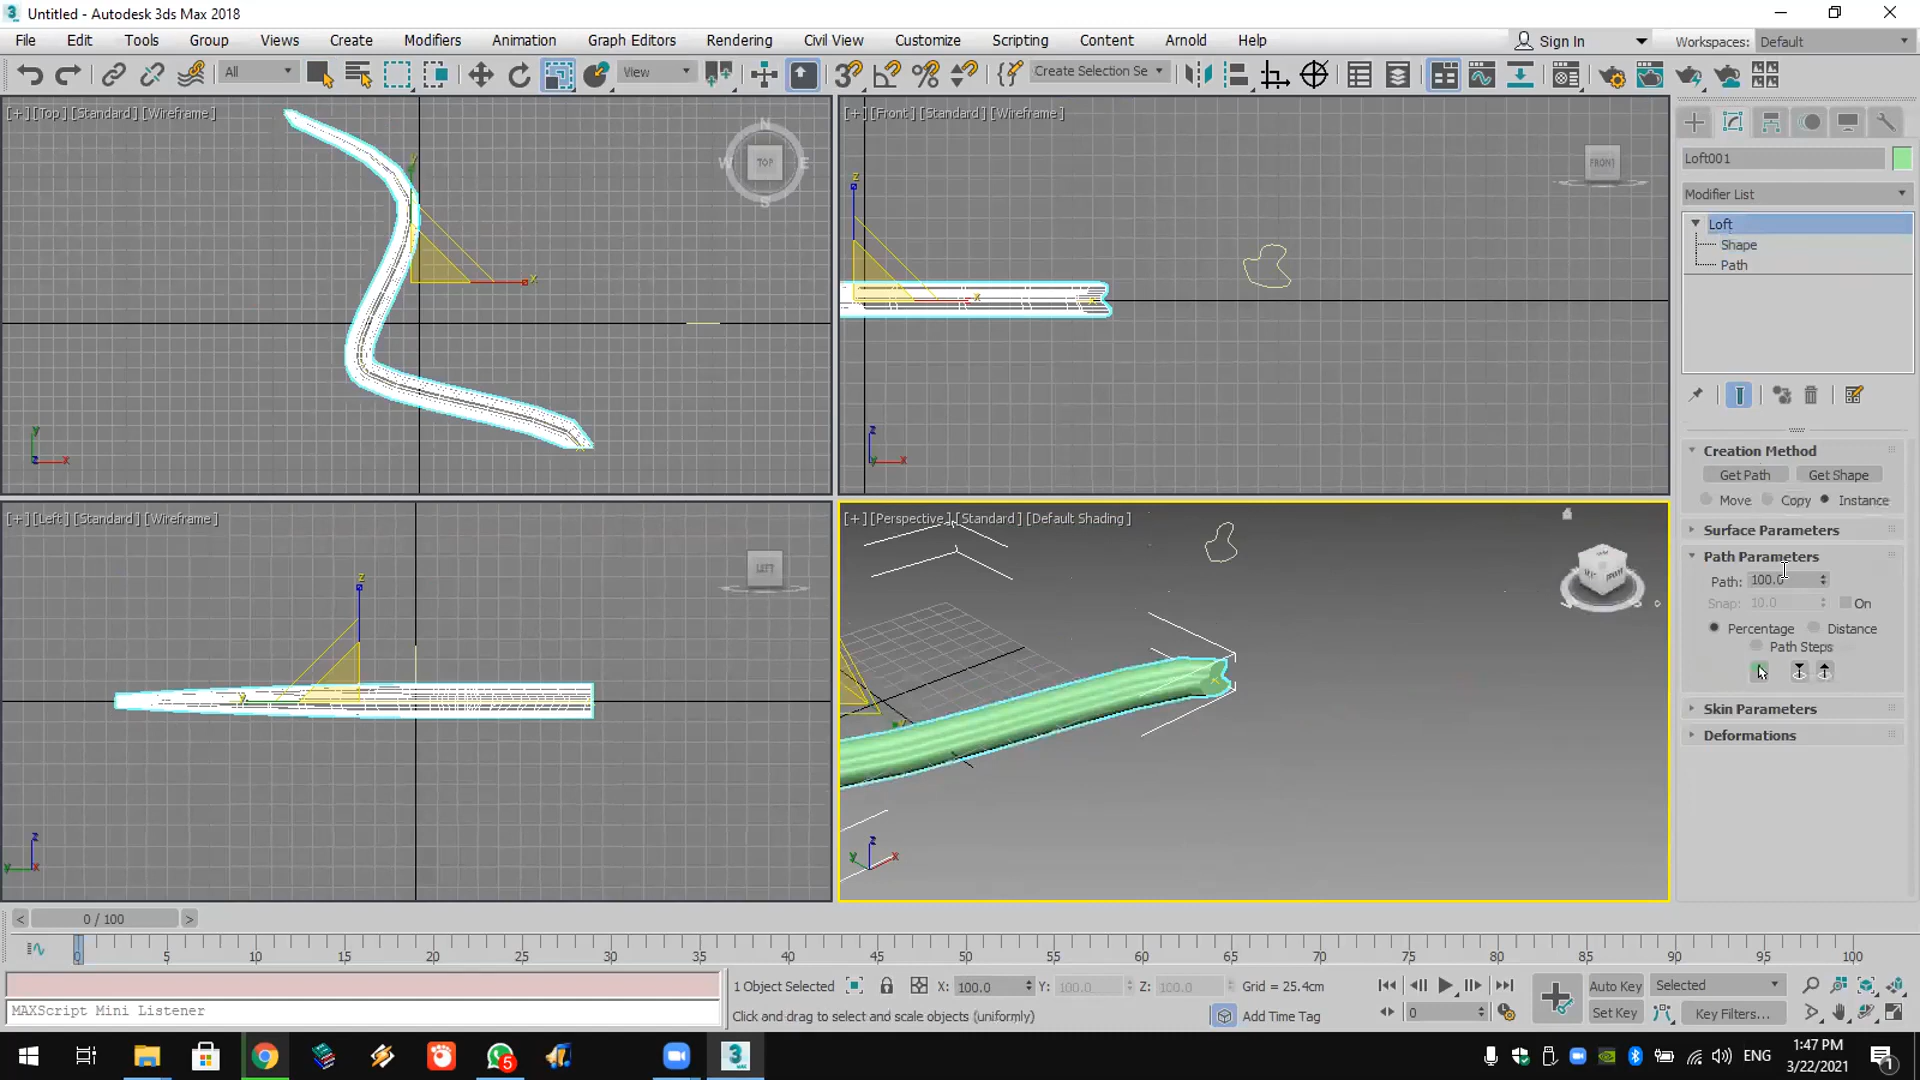 Untitled - Autodesk 3ds Max 2018
File Edit Tools Group Views Create Modifiers Animation Graph Editors Rendering Civil View Customize Scripting Content Arnold Help Sign In Workspaces: Default
All View Create Selection Se
[+] [Top] [Standard] [Wireframe]
N
W TOP E
S
y
x
y
z x
[+] [Front] [Standard] [Wireframe]
FRONT
z
x
z
y x
[+] [Left] [Standard] [Wireframe]
LEFT
z
y
z
y x
[+] [Perspective] [Standard] [Default Shading]
FRONT
z
y x
Loft001
Modifier List
Loft
Shape
Path
Creation Method
Get Path Get Shape
Move Copy Instance
Surface Parameters
Path Parameters
Path: 100.0
Snap: 10.0 On
Percentage Distance
Path Steps
Skin Parameters
Deformations
< 0 / 100 >
0 5 10 15 20 25 30 35 40 45 50 55 60 65 70 75 80 85 90 95 100
1 Object Selected X: 100.0 Y: 100.0 Z: 100.0 Grid = 25.4cm Auto Key Selected
MAXScript Mini Listener
Click and drag to select and scale objects (uniformly) Add Time Tag 0 Set Key Key Filters...
5
3
ENG
1:47 PM
3/22/2021
1